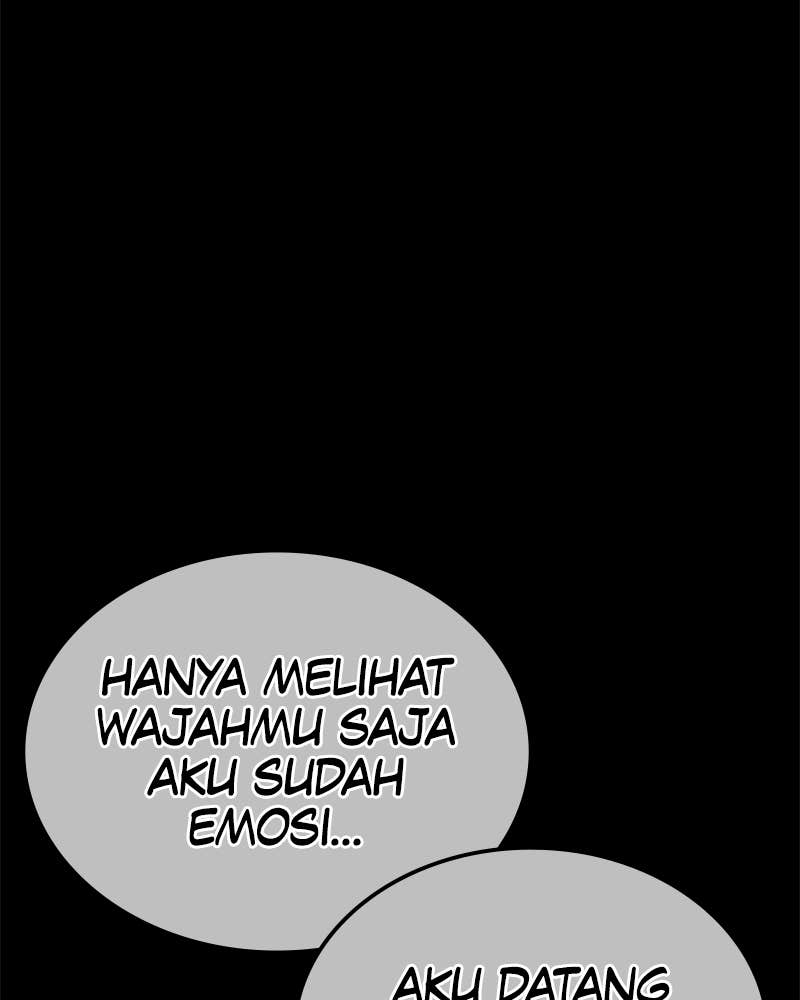 HANYA MELIHAT
WAJAHMU SAJA
AKU SUDAH
EMOSI...
AKU DATANG